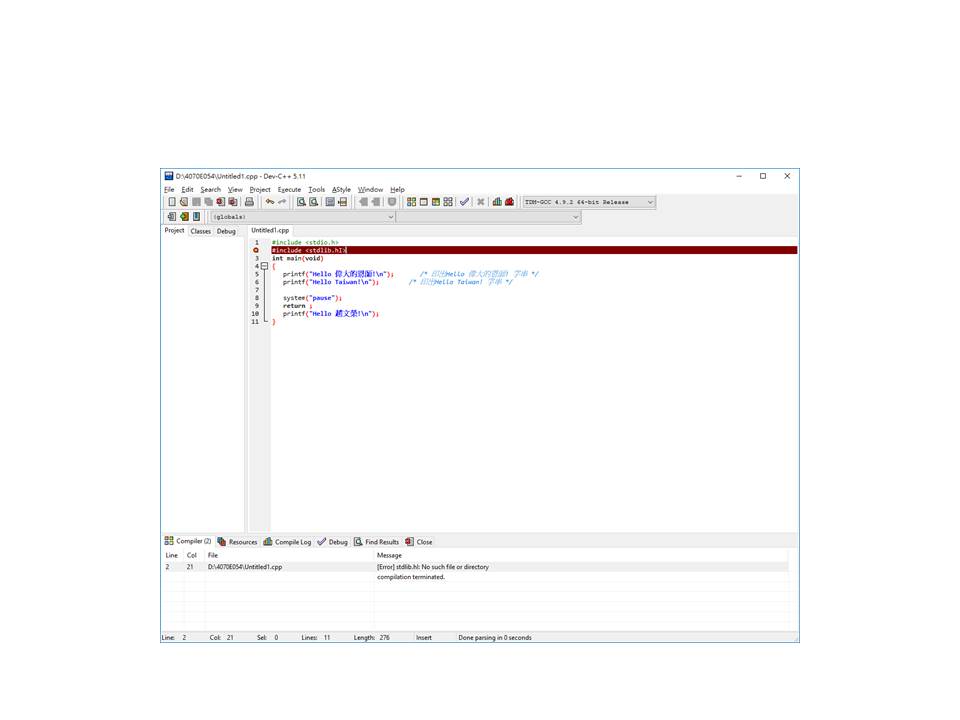 D:\4070E054\Untitled1.cpp - Dev-C++ 5.11
File Edit Search View Project Execute Tools AStyle Window Help
TDM-GCC 4.9.2 64-bit Release
(globals)
Project Classes Debug Untitled1.cpp
1 #include <stdio.h>
#include <stdlib.hl>
3 int main(void)
4 {
5 printf("Hello 偉大的恩師!\n"); /* 印出Hello 偉大的恩師! 字串 */
6 printf("Hello Taiwan!\n"); /* 印出Hello Taiwan! 字串 */
7
8 system("pause");
9 return ;
10 printf("Hello 趙文榮!\n");
11 }
Compiler (2) Resources Compile Log Debug Find Results Close
Line Col File Message
2 21 D:\4070E054\Untitled1.cpp [Error] stdlib.hl: No such file or directory
compilation terminated.
Line: 2 Col: 21 Sel: 0 Lines: 11 Length: 276 Insert Done parsing in 0 seconds